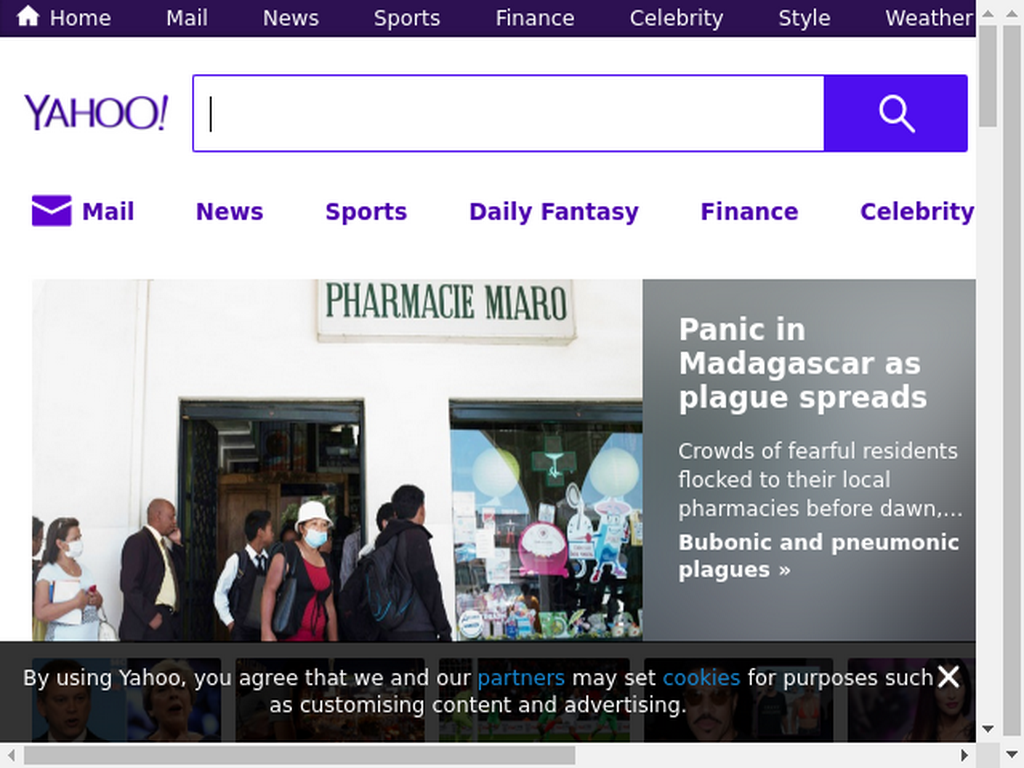 Home Mail News Sports Finance Celebrity Style Weather
YAHOO!
Mail News Sports Daily Fantasy Finance Celebrity
PHARMACIE MIARO
Panic in
Madagascar as
plague spreads
Crowds of fearful residents
flocked to their local
pharmacies before dawn,...
Bubonic and pneumonic
plagues »
By using Yahoo, you agree that we and our partners may set cookies for purposes such
as customising content and advertising.